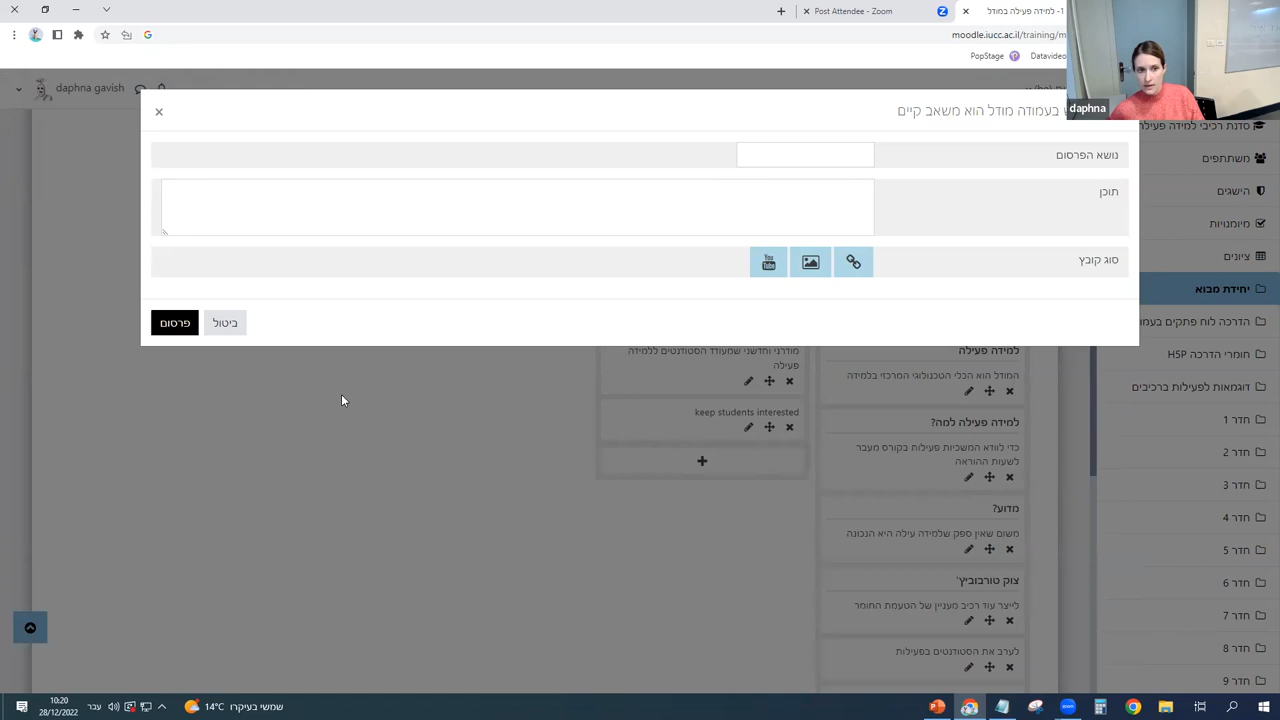 Post Attendee - Zoom
1- למידה פעילה במודל
moodle.iucc.ac.il/training/m
PopStage
Datavideo
daphna gavish
daphna
בעמודה מודל הוא משאב קיים
נושא הפרסום
תוכן
סוג קובץ
You
Tube
ביטול
פרסום
סדנת רכיבי למידה פעילה
משתתפים
הישגים
מיומנויות
ציונים
יחידת מבוא
הדרכה לוח פתקים בעמו
חומרי הדרכה H5P
דוגמאות לפעילות ברכיבים
חדר 1
חדר 2
חדר 3
חדר 4
חדר 5
חדר 6
חדר 7
חדר 8
חדר 9
למידה פעילה
המודל הוא הכלי הטכנולוגי המרכזי בלמידה
למידה פעילה למה?
כדי לוודא המשכיות פעילות בקורס מעבר
לשעות ההוראה
מדוע?
משום שאין ספק שלמידה עילה היא הנכונה
צוק טורבוביץ'
לייצר עוד רכיב מעניין של הטעמת החומר
לערב את הסטודנטים בפעילות
מודרני וחדשני שמעודד הסטודנטים ללמידה
פעילה
keep students interested
10:20
28/12/2022
עבר
14°C
שמשי בעיקרו